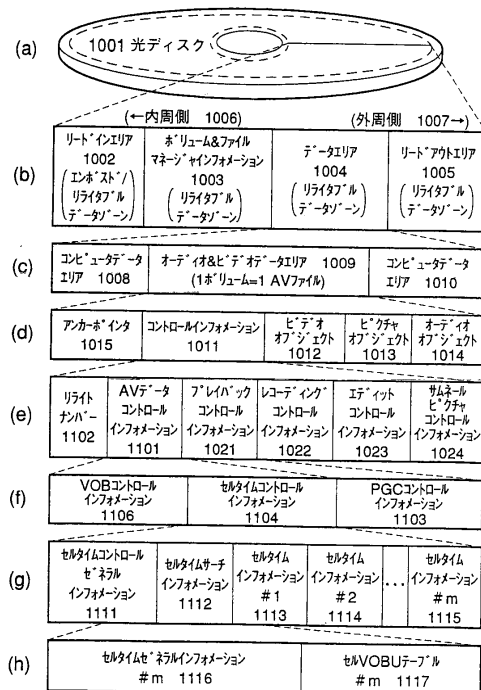 (a)
1001 光ディスク
(←内周側 1006)
(外周側 1007→)
(b)
リードインエリア
1002
(エンボスド/
リライタブル
データゾーン)
ボリューム&ファイル
マネージャインフォメーション
1003
(リライタブル
データゾーン)
データエリア
1004
(リライタブル
データゾーン)
リードアウトエリア
1005
(リライタブル
データゾーン)
(c)
コンピュータデータ
エリア 1008
オーディオ&ビデオデータエリア 1009
(1ボリューム=1 AVファイル)
コンピュータデータ
エリア 1010
(d)
アンカーポインタ
1015
コントロールインフォメーション
1011
ビデオ
オブジェクト
1012
ピクチャ
オブジェクト
1013
オーディオ
オブジェクト
1014
(e)
リライト
ナンバー
1102
AVデータ
コントロール
インフォメーション
1101
プレイバック
コントロール
インフォメーション
1021
レコーディング
コントロール
インフォメーション
1022
エディット
コントロール
インフォメーション
1023
サムネール
ピクチャ
コントロール
インフォメーション
1024
(f)
VOBコントロール
インフォメーション
1106
セルタイムコントロール
インフォメーション
1104
PGCコントロール
インフォメーション
1103
(g)
セルタイムコントロール
ゼネラル
インフォメーション
1111
セルタイムサーチ
インフォメーション
1112
セルタイム
インフォメーション
#1
1113
セルタイム
インフォメーション
#2
1114
...
セルタイム
インフォメーション
#m
1115
(h)
セルタイムゼネラルインフォメーション
#m 1116
セルVOBUテーブル
#m 1117